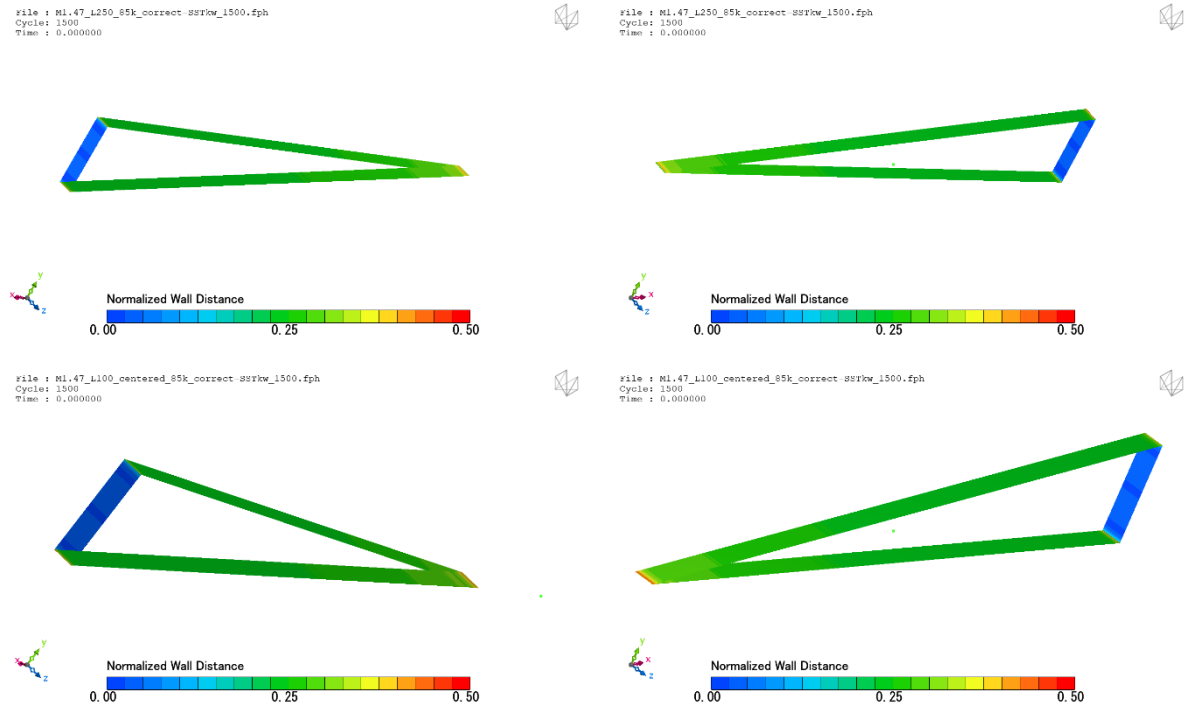 File : M1.47_L250_85k_correct-SSTkw_1500.fph
Cycle: 1500
Time : 0.000000
y
x
z
Normalized Wall Distance
0.00 0.25 0.50
File : M1.47_L250_85k_correct-SSTkw_1500.fph
Cycle: 1500
Time : 0.000000
y
x
z
Normalized Wall Distance
0.00 0.25 0.50
File : M1.47_L100_centered_85k_correct-SSTkw_1500.fph
Cycle: 1500
Time : 0.000000
y
x
z
Normalized Wall Distance
0.00 0.25 0.50
File : M1.47_L100_centered_85k_correct-SSTkw_1500.fph
Cycle: 1500
Time : 0.000000
y
x
z
Normalized Wall Distance
0.00 0.25 0.50